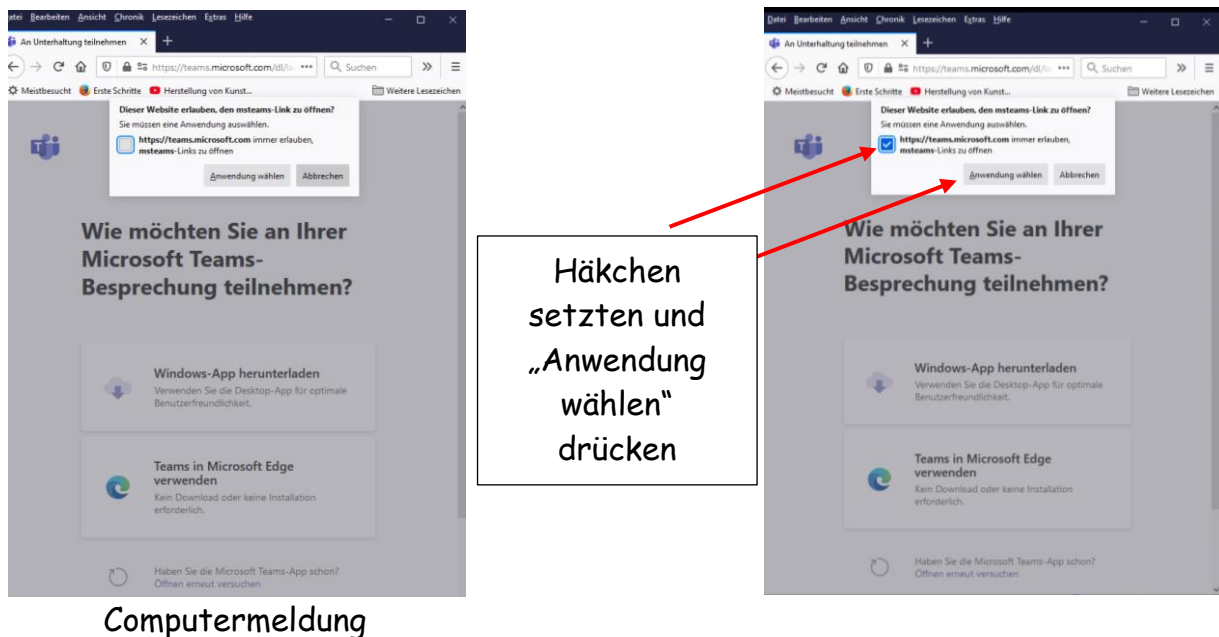 Datei Bearbeiten Ansicht Chronik Lesezeichen Extras Hilfe
An Unterhaltung teilnehmen
https://teams.microsoft.com/dl/la
Suchen
Meistbesucht Erste Schritte Herstellung von Kunst... Weitere Lesezeichen
Dieser Website erlauben, den msteams-Link zu öffnen?
Sie müssen eine Anwendung auswählen.
https://teams.microsoft.com immer erlauben,
msteams-Links zu öffnen
Anwendung wählen Abbrechen
Wie möchten Sie an Ihrer
Microsoft Teams-
Besprechung teilnehmen?
Windows-App herunterladen
Verwenden Sie die Desktop-App für optimale
Benutzerfreundlichkeit.
Teams in Microsoft Edge
verwenden
Kein Download oder keine Installation
erforderlich.
Haben Sie die Microsoft Teams-App schon?
Öffnen erneut versuchen
Computermeldung
Häkchen
setzten und
„Anwendung
wählen“
drücken
Datei Bearbeiten Ansicht Chronik Lesezeichen Extras Hilfe
An Unterhaltung teilnehmen
https://teams.microsoft.com/dl/la
Suchen
Meistbesucht Erste Schritte Herstellung von Kunst... Weitere Lesezeichen
Dieser Website erlauben, den msteams-Link zu öffnen?
Sie müssen eine Anwendung auswählen.
https://teams.microsoft.com immer erlauben,
msteams-Links zu öffnen
Anwendung wählen Abbrechen
Wie möchten Sie an Ihrer
Microsoft Teams-
Besprechung teilnehmen?
Windows-App herunterladen
Verwenden Sie die Desktop-App für optimale
Benutzerfreundlichkeit.
Teams in Microsoft Edge
verwenden
Kein Download oder keine Installation
erforderlich.
Haben Sie die Microsoft Teams-App schon?
Öffnen erneut versuchen